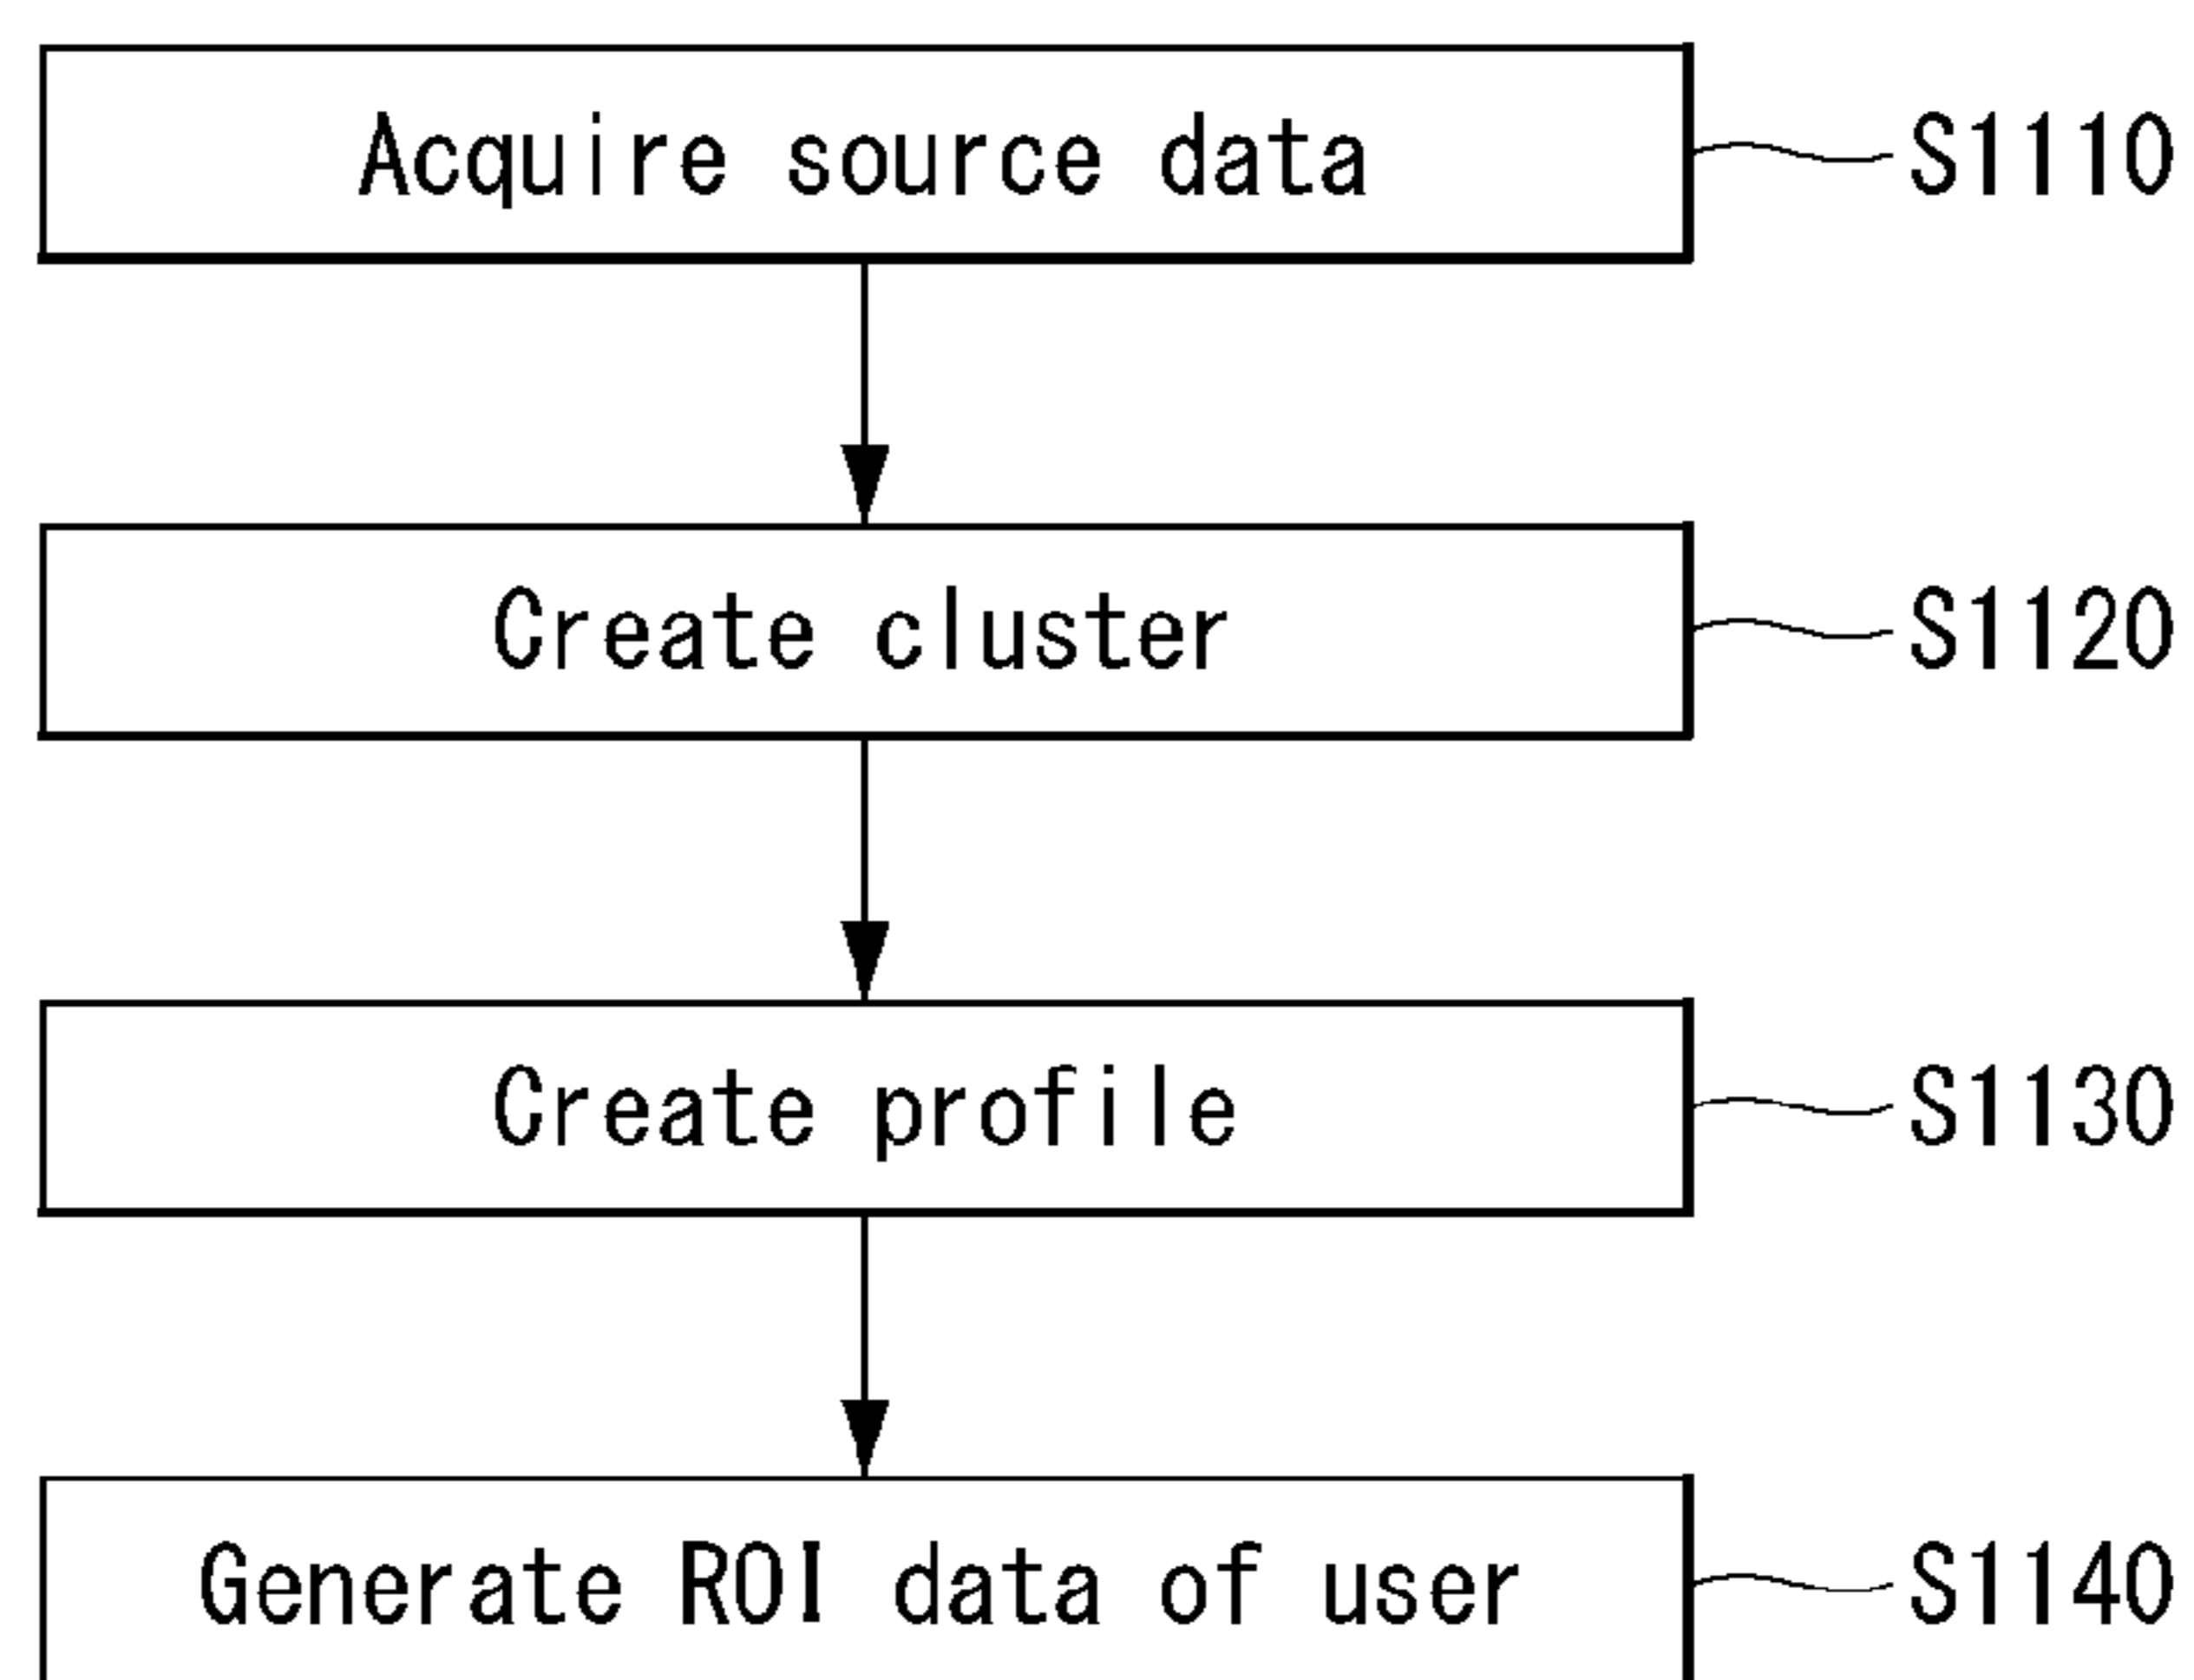 Acquire source data S1110
Create cluster S1120
Create profile S1130
Generate ROI data of user S1140